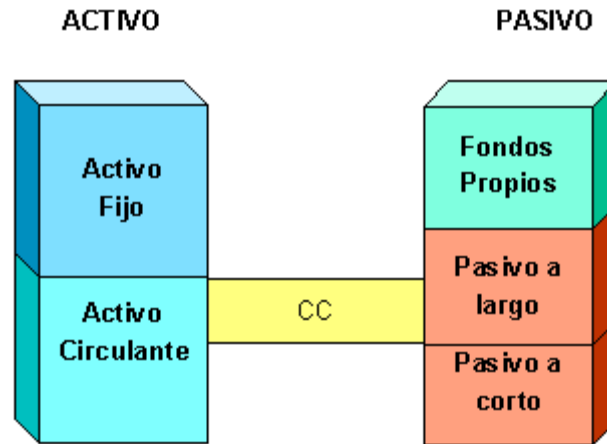 ACTIVO
PASIVO
Activo
Fijo
Activo
Circulante
CC
Fondos
Propios
Pasivo a
largo
Pasivo a
corto